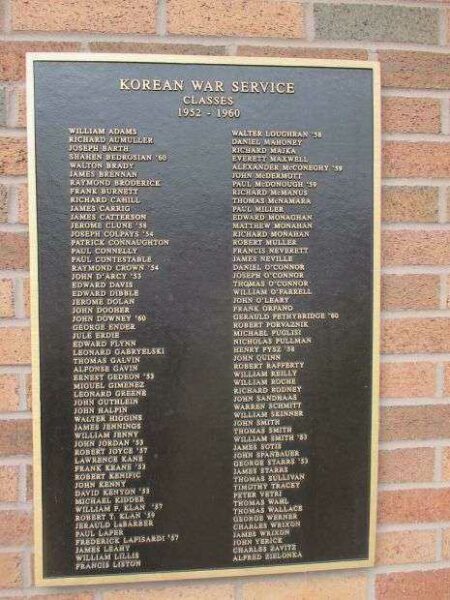 KOREAN WAR SERVICE
CLASSES
1952 - 1960
WILLIAM ADAMS
RICHARD AUMULLER
JOSEPH BARTH
SHAHEN BEDROSIAN '60
WALTON BRADY
JAMES BRENNAN
RAYMOND BRODERICK
FRANK BURNETT
RICHARD CAHILL
JAMES CARRIG
JAMES CATTERSON
JEROME CLUNE '58
JOSEPH COLPAYS '54
PATRICK CONNAUGHTON
PAUL CONNELLY
PAUL CONTESTABLE
RAYMOND CROWN '54
JOHN D'ARCY '53
EDWARD DAVIS
EDWARD DIBBLE
JEROME DOLAN
JOHN DOOHER
JOHN DOWNEY '60
GEORGE ENDER
JULE ERDIE
EDWARD FLYNN
LEONARD GABRYELSKI
THOMAS GALVIN
ALFONSE GAVIN
ERNEST GEDEON '53
MIGUEL GIMENEZ
LEONARD GREENE
JOHN GUTHLEIN
JOHN HALPIN
WALTER HIGGINS
JAMES JENNINGS
WILLIAM JENNY
JOHN JORDAN '53
ROBERT JOYCE '57
LAWRENCE KANE
FRANK KEANE '53
ROBERT KENIFIC
JOHN KENNY
DAVID KENYON '53
MICHAEL KIDDER
WILLIAM F. KLAN '57
ROBERT T. KLAN '59
JERAULD LaBARBER
PAUL LAPER
FREDERICK LAPISARDI '57
JAMES LEAHY
WILLIAM LILLIS
FRANCIS LISTON
WALTER LOUGHRAN '58
DANIEL MAHONEY
RICHARD MAJKA
EVERETT MAXWELL
ALEXANDER McCONEGHY '59
JOHN McDERMOTT
PAUL McDONOUGH '59
RICHARD McMANUS
THOMAS McNAMARA
PAUL MILLER
EDWARD MONAGHAN
MATTHEW MONAHAN
RICHARD MONAHAN
ROBERT MULLER
FRANCIS NEVERETT
JAMES NEVILLE
DANIEL O'CONNOR
JOSEPH O'CONNOR
THOMAS O'CONNOR
WILLIAM O'FARRELL
JOHN O'LEARY
FRANK ORFANO
GERAULD PETHYBRIDGE '60
ROBERT PORVAZNIK
MICHAEL PUGLISI
NICHOLAS PULLMAN
HENRY PYSZ '58
JOHN QUINN
ROBERT RAFFERTY
WILLIAM REILLY
WILLIAM ROCHE
RICHARD RODNEY
JOHN SANDHAAS
WARREN SCHMITT
WILLIAM SKINNER
JOHN SMITH
THOMAS SMITH
WILLIAM SMITH '53
JAMES SOTIS
JOHN SPANBAUER
GEORGE STARRS '53
JAMES STARRS
THOMAS SULLIVAN
TIMOTHY TRACEY
PETER VETRI
THOMAS WAHL
THOMAS WALLACE
GEORGE WERNER
CHARLES WRIXON
JAMES WRIXON
JOHN YERICK
CHARLES ZAVITZ
ALFRED ZIELONKA